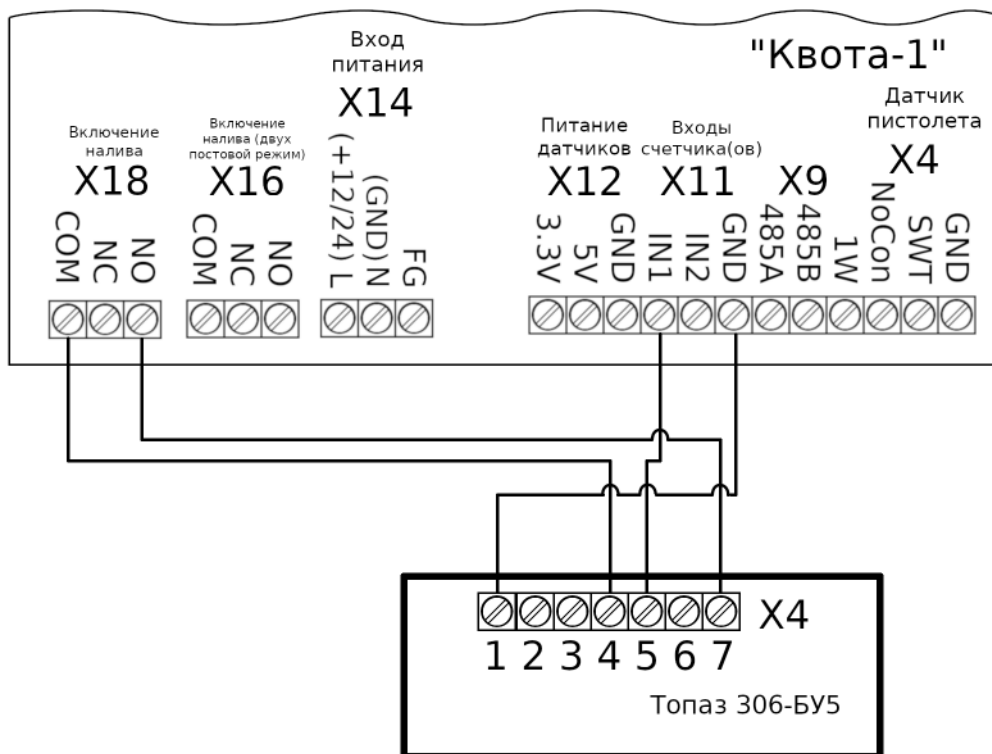 "Квота-1"
Вход
питания
X14
Включение
налива
X18
Включение
налива (двух
постовой режим)
X16
Питание
датчиков
X12
Входы
счетчика(ов)
X11
X9
Датчик
пистолета
X4
COM
NC
NO
COM
NC
NO
(+12/24) L
(GND) N
FG
3.3V
5V
GND
IN1
IN2
GND
485A
485B
1W
NoCon
SWT
GND
X4
1 2 3 4 5 6 7
Топаз 306-БУ5